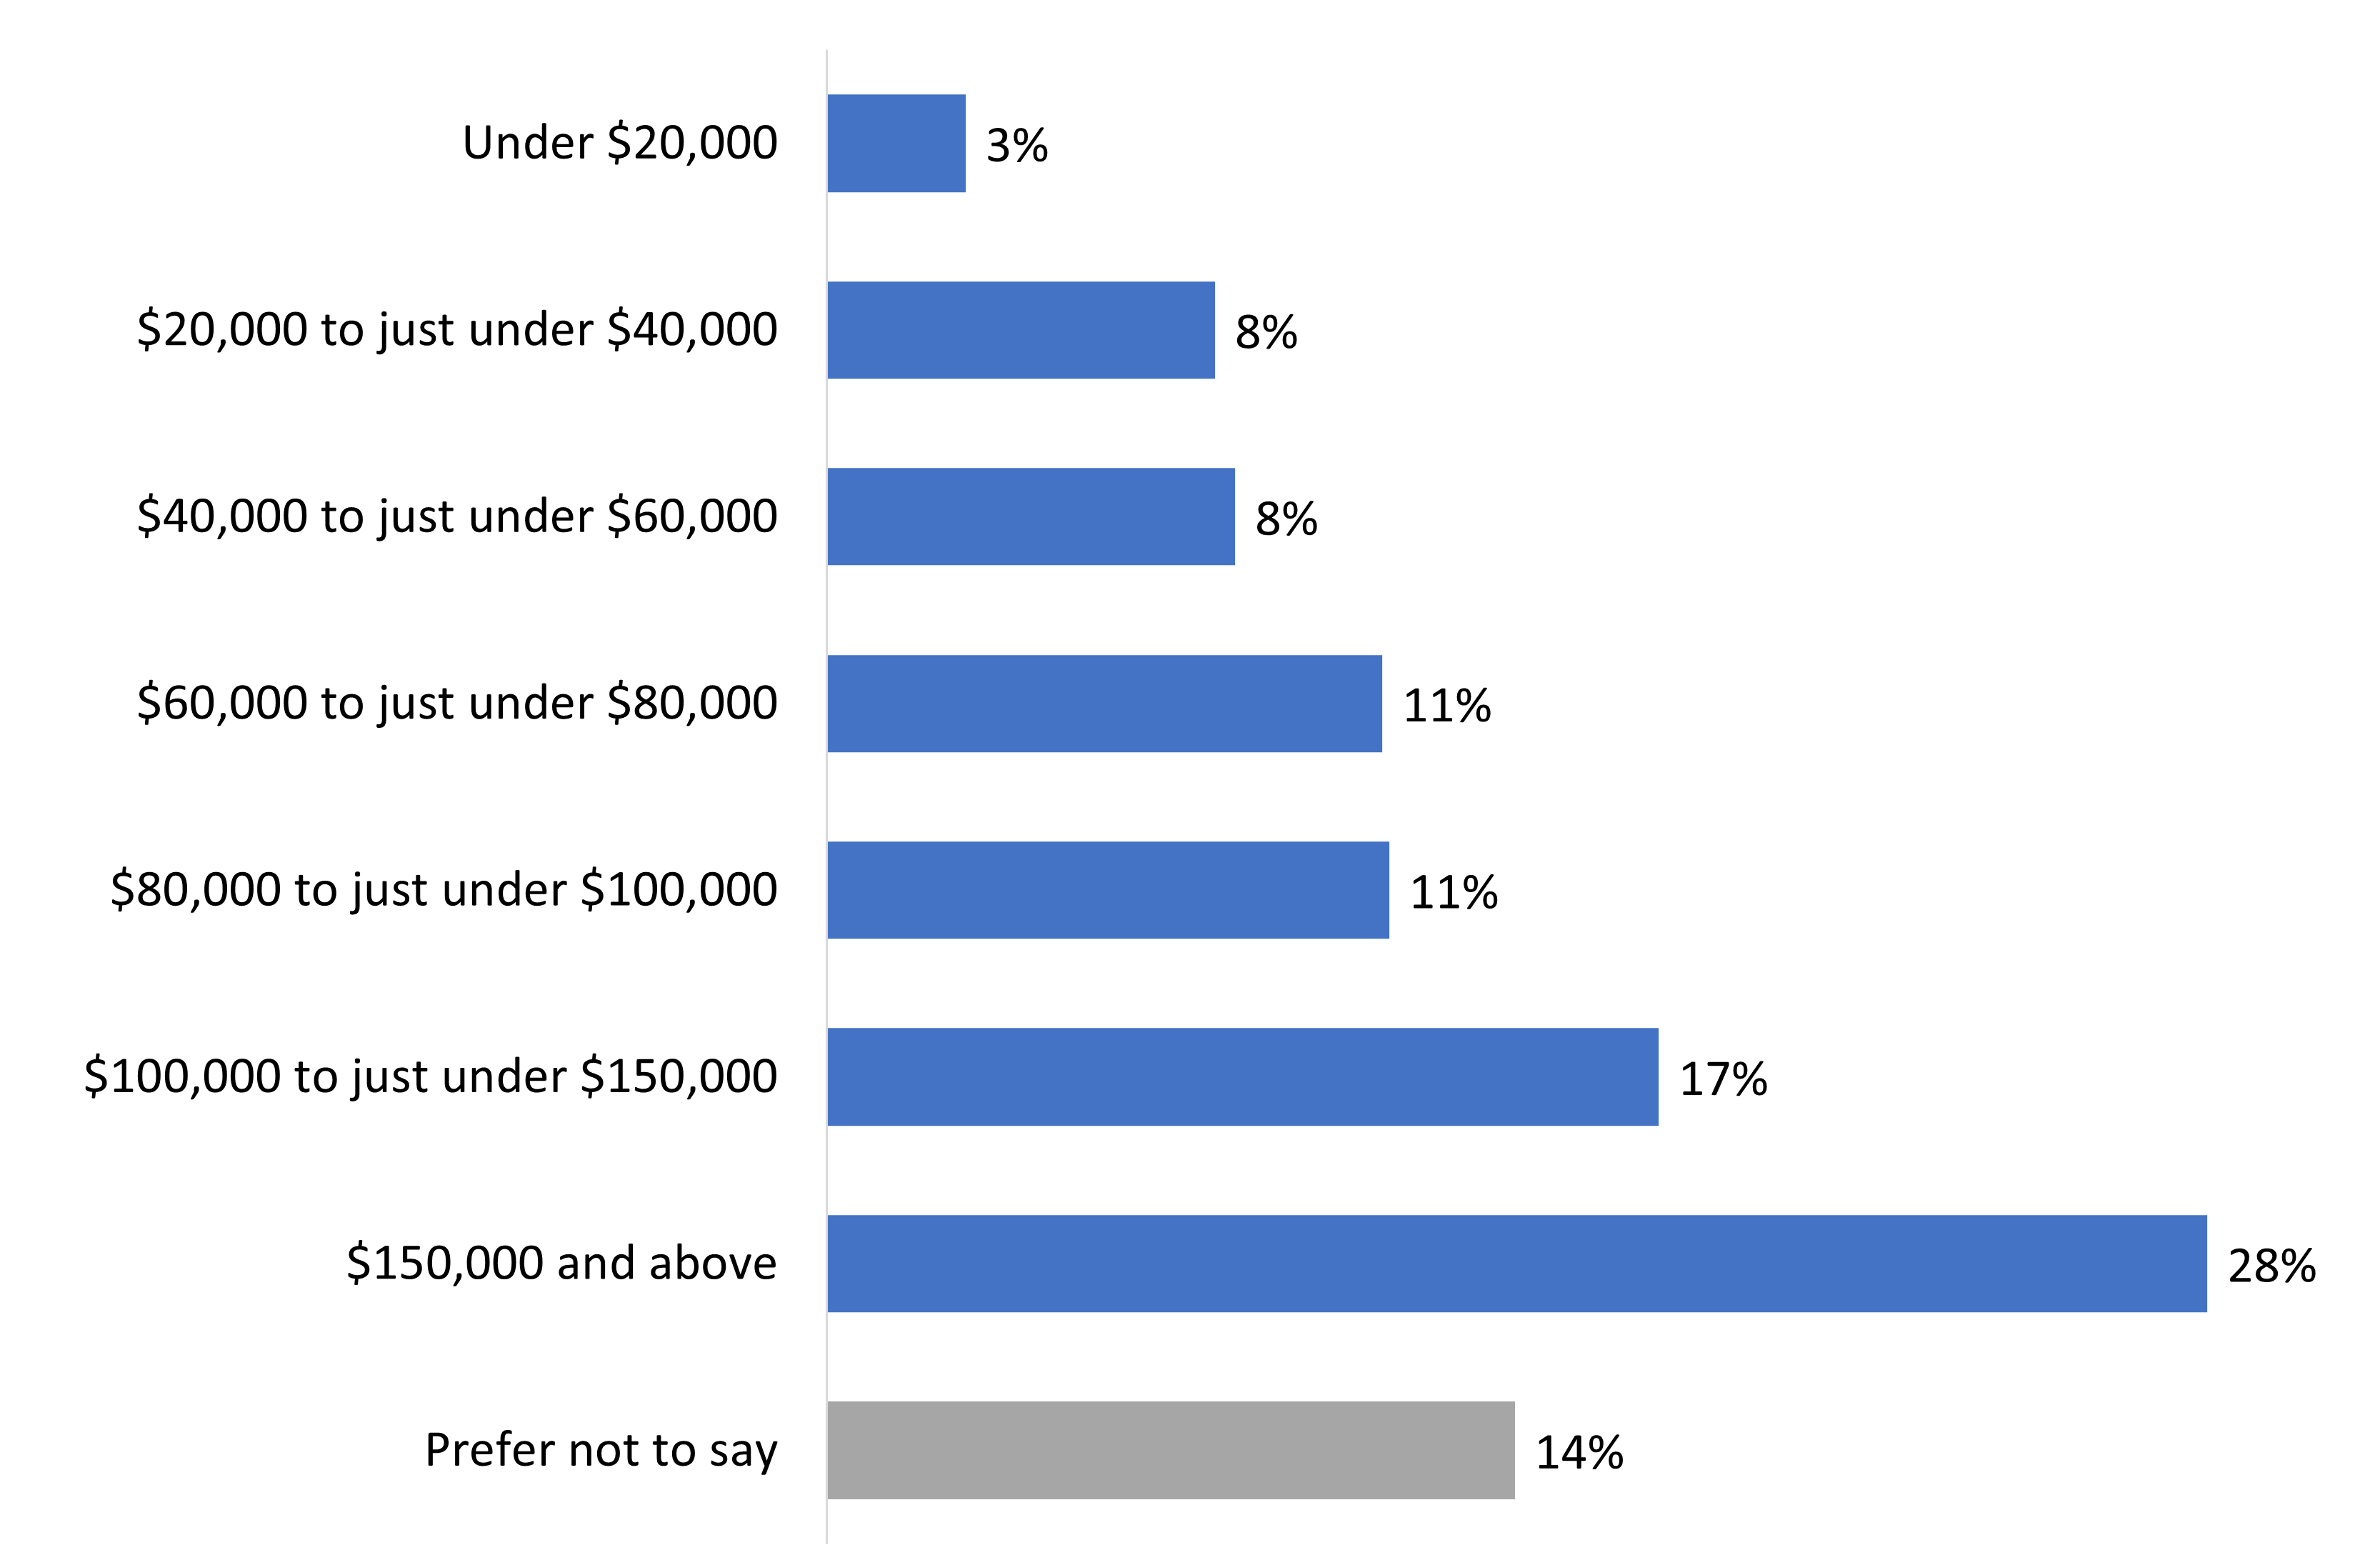 Under $20,000 3%
$20,000 to just under $40,000 8%
$40,000 to just under $60,000 8%
$60,000 to just under $80,000 11%
$80,000 to just under $100,000 11%
$100,000 to just under $150,000 17%
$150,000 and above 28%
Prefer not to say 14%